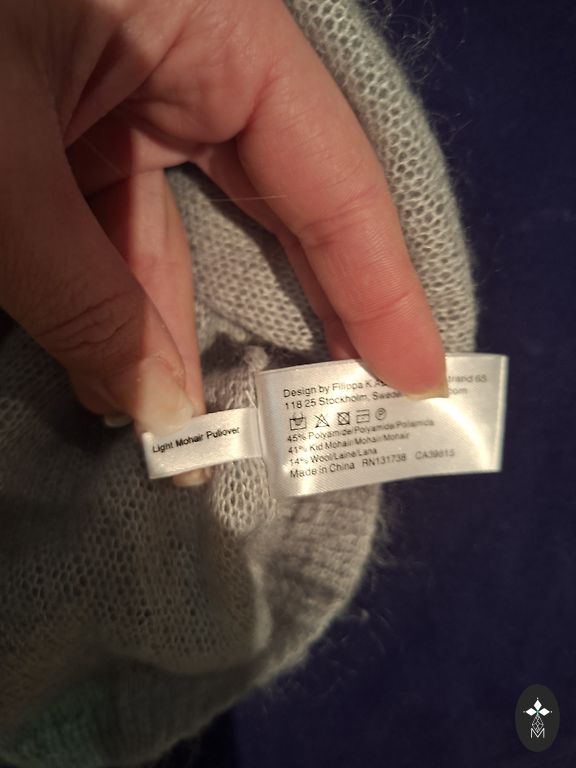 Light Mohair Pullover
Design by Filippa K
118 25 Stockholm,
45% Polyamide/Polyamide/Poliamida
41% Kid Mohair/Mohair/Mohair
14% Wool/Laine/Lana
Made in China RN131738 CA39815
M